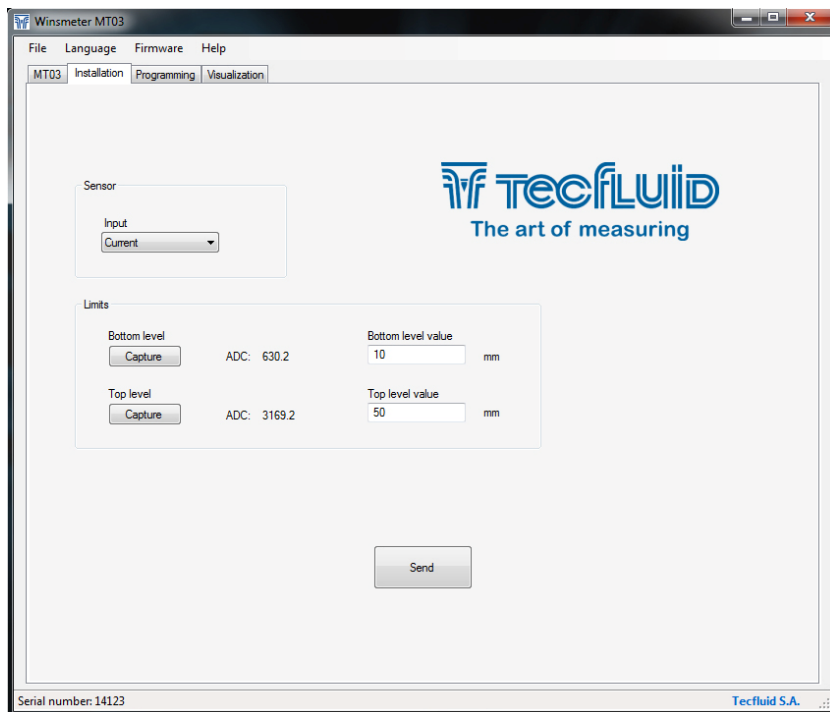 Winsmeter MT03
File Language Firmware Help
MT03 Installation Programming Visualization
TECFLUID
The art of measuring
Sensor
Input
Current
Limits
Bottom level Bottom level value
Capture ADC: 630.2 10 mm
Top level Top level value
Capture ADC: 3169.2 50 mm
Send
Serial number: 14123 Tecfluid S.A.